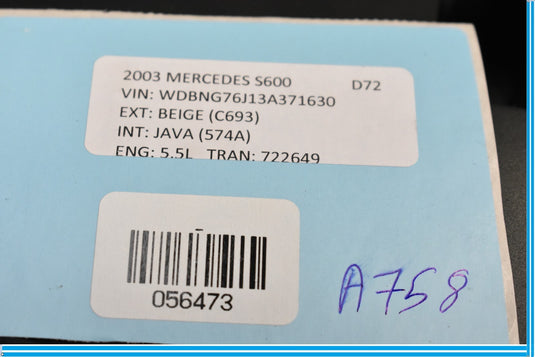 2003 MERCEDES S600 D72
VIN: WDBNG76J13A371630
EXT: BEIGE (C693)
INT: JAVA (574A)
ENG: 5.5L TRAN: 722649
056473
A758